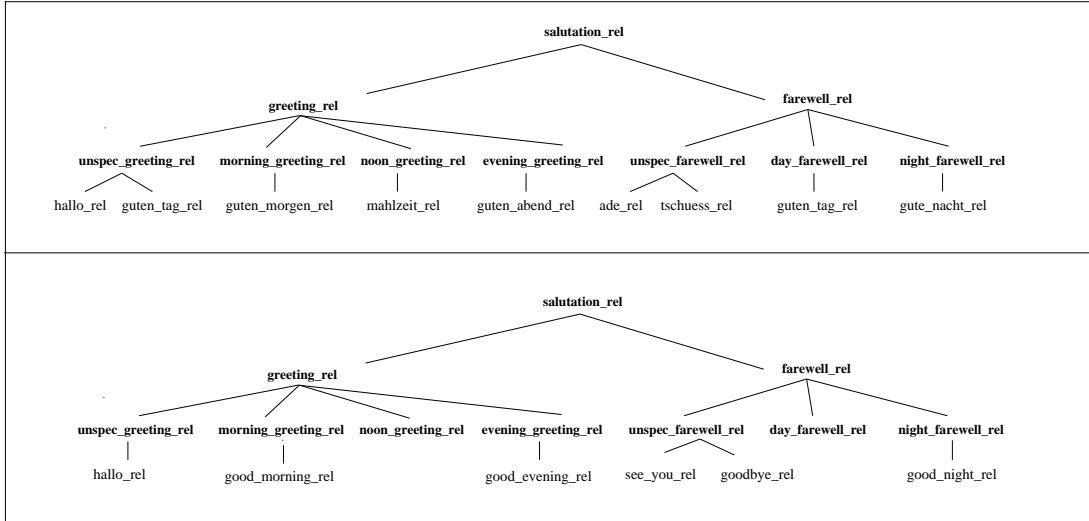 salutation_rel
greeting_rel farewell_rel
unspec_greeting_rel morning_greeting_rel noon_greeting_rel evening_greeting_rel unspec_farewell_rel day_farewell_rel night_farewell_rel
hallo_rel guten_tag_rel guten_morgen_rel mahlzeit_rel guten_abend_rel ade_rel tschuess_rel guten_tag_rel gute_nacht_rel
salutation_rel
greeting_rel farewell_rel
unspec_greeting_rel morning_greeting_rel noon_greeting_rel evening_greeting_rel unspec_farewell_rel day_farewell_rel night_farewell_rel
hallo_rel good_morning_rel good_evening_rel see_you_rel goodbye_rel good_night_rel